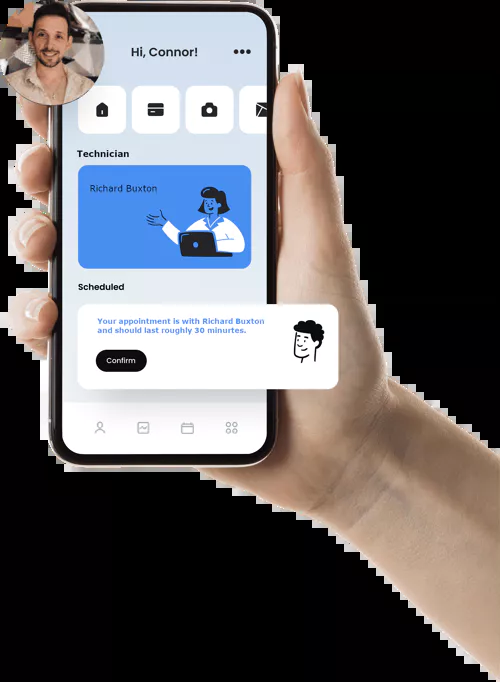 Hi, Connor!
Technician
Richard Buxton
Scheduled
Your appointment is with Richard Buxton
and should last roughly 30 minurtes.
Confirm